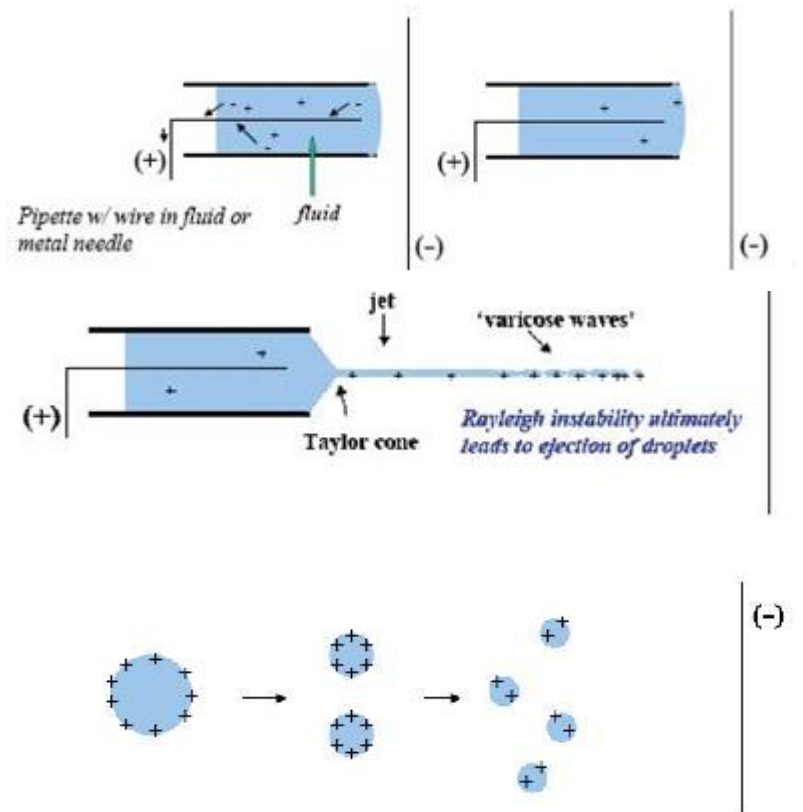 (+)
Pipette w/ wire in fluid or
metal needle
fluid
(-)
(+)
(-)
jet
'varicose waves'
(+)
Taylor cone
Rayleigh instability ultimately
leads to ejection of droplets
(-)